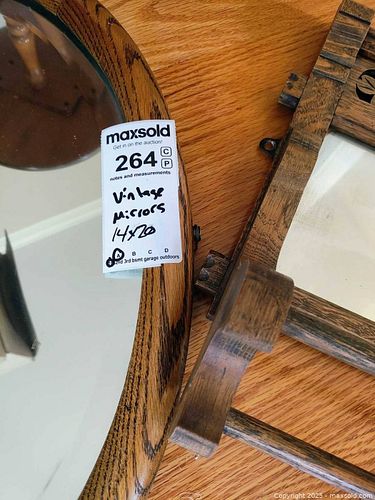 maxsold
Get in on the auction!
264 C
P
notes and measurements
Vintage
Mirrors
14x20
B C D
2nd 3rd bsmt garage outdoors
Copyright 2025 - maxsold.com